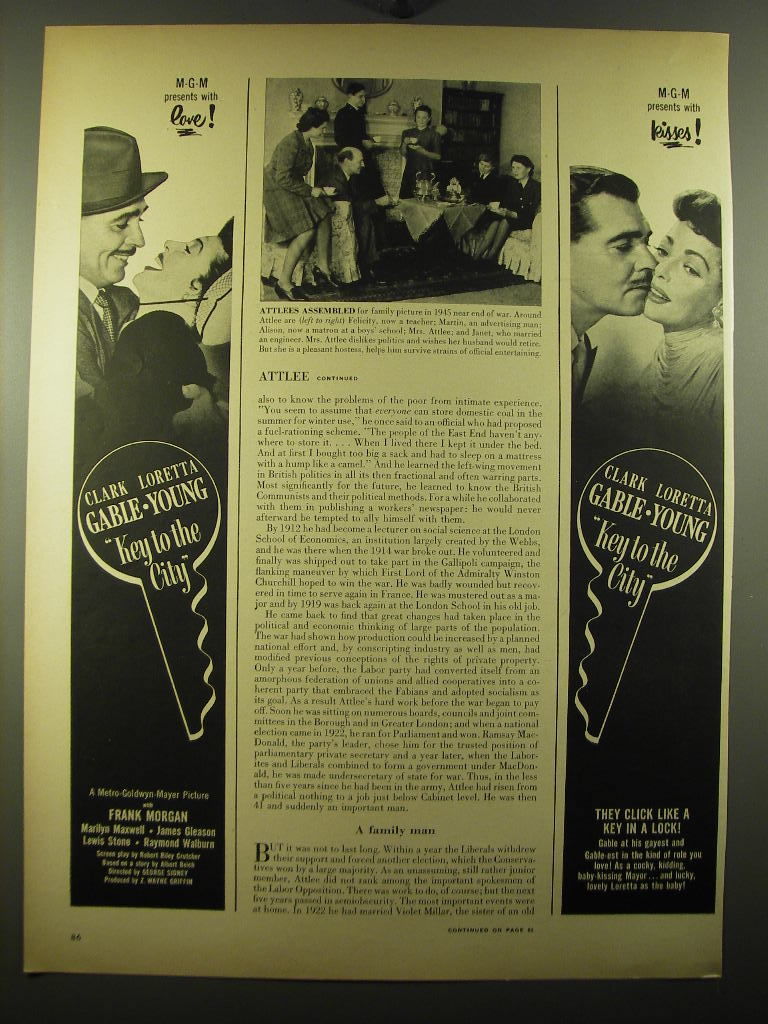 M-G-M
presents with
love!
CLARK LORETTA
GABLE · YOUNG
"Key to the
City"
A Metro-Goldwyn-Mayer Picture
with
FRANK MORGAN
Marilyn Maxwell • James Gleason
Lewis Stone • Raymond Walburn
Screen play by Robert Riley Crutcher
Based on a story by Albert Beich
Directed by GEORGE SIDNEY
Produced by Z. WAYNE GRIFFIN
86
ATTLEES ASSEMBLED for family picture in 1945 near end of war. Around
Attlee are (left to right) Felicity, now a teacher; Martin, an advertising man;
Alison, now a matron at a boys' school; Mrs. Attlee; and Janet, who married
an engineer. Mrs. Attlee dislikes politics and wishes her husband would retire.
But she is a pleasant hostess, helps him survive strains of official entertaining.
ATTLEE CONTINUED
also to know the problems of the poor from intimate experience.
"You seem to assume that everyone can store domestic coal in the
summer for winter use," he once said to an official who had proposed
a fuel-rationing scheme. "The people of the East End haven't any-
where to store it. . . . When I lived there I kept it under the bed.
And at first I bought too big a sack and had to sleep on a mattress
with a hump like a camel." And he learned the left-wing movement
in British politics in all its then fractional and often warring parts.
Most significantly for the future, he learned to know the British
Communists and their political methods. For a while he collaborated
with them in publishing a workers' newspaper: he would never
afterward be tempted to ally himself with them.
By 1912 he had become a lecturer on social science at the London
School of Economics, an institution largely created by the Webbs,
and he was there when the 1914 war broke out. He volunteered and
finally was shipped out to take part in the Gallipoli campaign, the
flanking maneuver by which First Lord of the Admiralty Winston
Churchill hoped to win the war. He was badly wounded but recov-
ered in time to serve again in France. He was mustered out as a ma-
jor and by 1919 was back again at the London School in his old job.
He came back to find that great changes had taken place in the
political and economic thinking of large parts of the population.
The war had shown how production could be increased by a planned
national effort and, by conscripting industry as well as men, had
modified previous conceptions of the rights of private property.
Only a year before, the Labor party had converted itself from an
amorphous federation of unions and allied cooperatives into a co-
herent party that embraced the Fabians and adopted socialism as
its goal. As a result Attlee's hard work before the war began to pay
off. Soon he was sitting on numerous boards, councils and joint com-
mittees in the Borough and in Greater London; and when a national
election came in 1922, he ran for Parliament and won. Ramsay Mac-
Donald, the party's leader, chose him for the trusted position of
parliamentary private secretary and a year later, when the Labor-
ites and Liberals combined to form a government under MacDon-
ald, he was made undersecretary of state for war. Thus, in the less
than five years since he had been in the army, Attlee had risen from
a political nothing to a job just below Cabinet level. He was then
41 and suddenly an important man.
A family man
BUT it was not to last long. Within a year the Liberals withdrew
their support and forced another election, which the Conserva-
tives won by a large majority. As an unassuming, still rather junior
member, Attlee did not rank among the important spokesmen of
the Labor Opposition. There was work to do, of course; but the next
five years passed in semiobscurity. The most important events were
at home. In 1922 he had married Violet Millar, the sister of an old
CONTINUED ON PAGE
M-G-M
presents with
kisses!
CLARK LORETTA
GABLE · YOUNG
"Key to the
City"
THEY CLICK LIKE A
KEY IN A LOCK!
Gable at his gayest and
Gable-est in the kind of role you
love! As a cocky, kidding,
baby-kissing Mayor ... and lucky,
lovely Loretta as the baby!